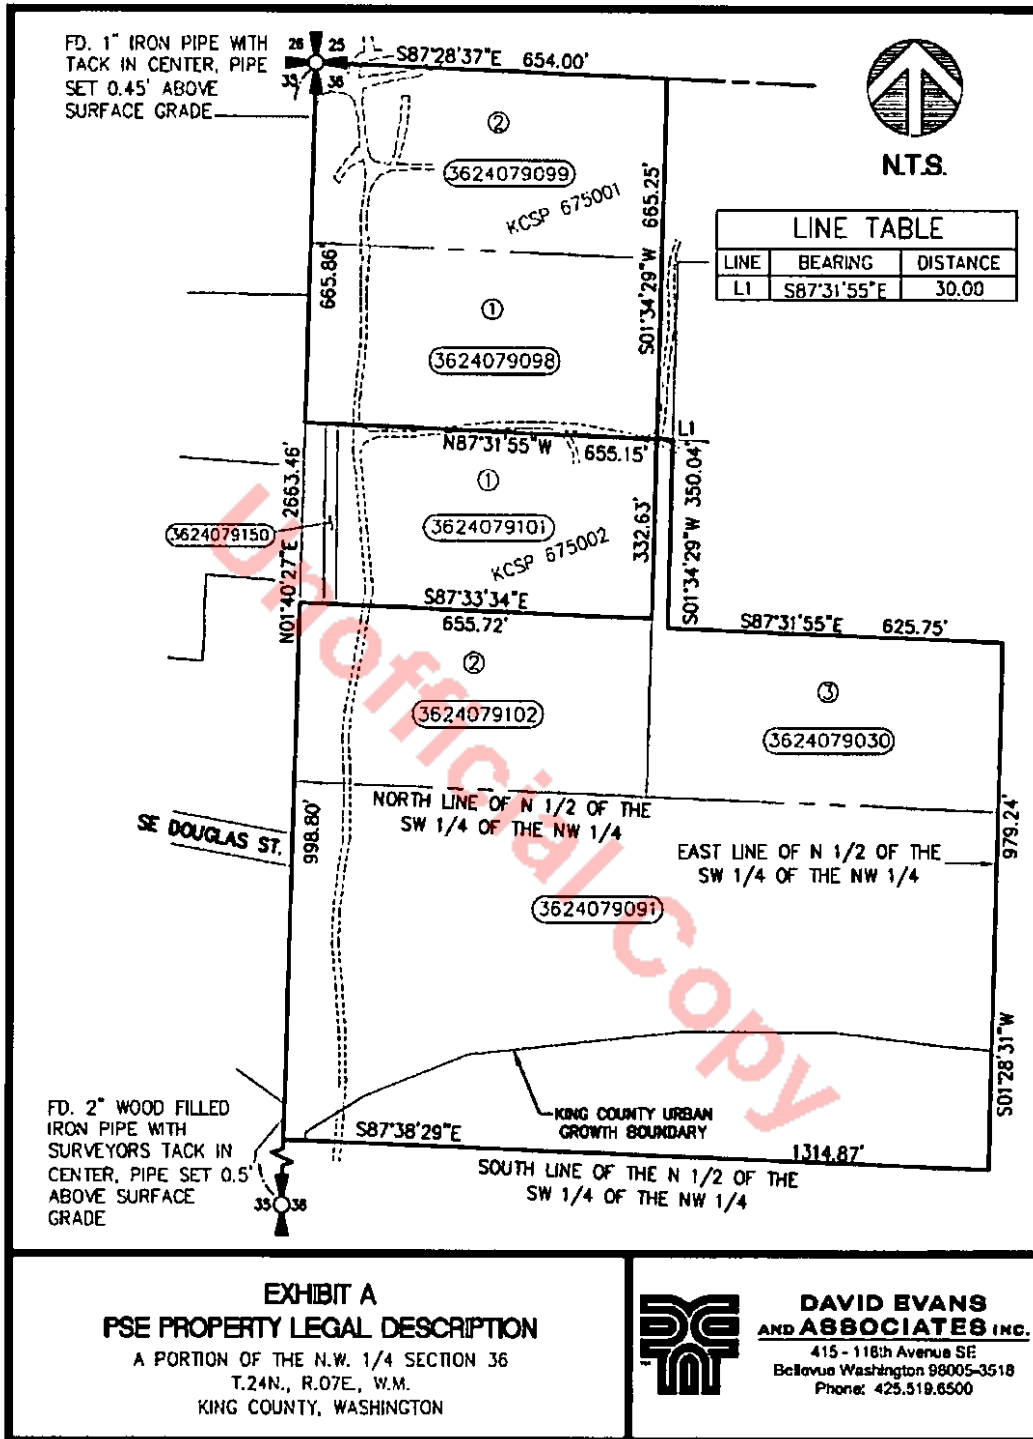 FD. 1" IRON PIPE WITH
TACK IN CENTER, PIPE
SET 0.45' ABOVE
SURFACE GRADE
26 25
35 36
S87°28'37"E 654.00'
N.T.S.
LINE TABLE
LINE BEARING DISTANCE
L1 S87°31'55"E 30.00
2
3624079099
KCSP 675001
665.86'
S01°34'29"W 665.25'
1
3624079098
L1
N87°31'55"W 655.15'
N01°40'27"E 2663.46'
1
3624079101
3624079150
KCSP 675002
332.63'
S01°34'29"W 350.04'
S87°33'34"E
655.72'
S87°31'55"E 625.75'
2
3624079102
3
3624079030
NORTH LINE OF N 1/2 OF THE
SW 1/4 OF THE NW 1/4
SE DOUGLAS ST.
998.80'
EAST LINE OF N 1/2 OF THE
SW 1/4 OF THE NW 1/4
979.24'
3624079091
S01°28'31"W
KING COUNTY URBAN
GROWTH BOUNDARY
FD. 2" WOOD FILLED
IRON PIPE WITH
SURVEYORS TACK IN
CENTER, PIPE SET 0.5'
ABOVE SURFACE
GRADE
35 36
S87°38'29"E
1314.87'
SOUTH LINE OF THE N 1/2 OF THE
SW 1/4 OF THE NW 1/4
Unofficial Copy
EXHIBIT A
PSE PROPERTY LEGAL DESCRIPTION
A PORTION OF THE N.W. 1/4 SECTION 36
T.24N., R.07E., W.M.
KING COUNTY, WASHINGTON
DAVID EVANS
AND ASSOCIATES INC.
415 - 118th Avenue SE
Bellevue Washington 98005-3518
Phone: 425.519.6500